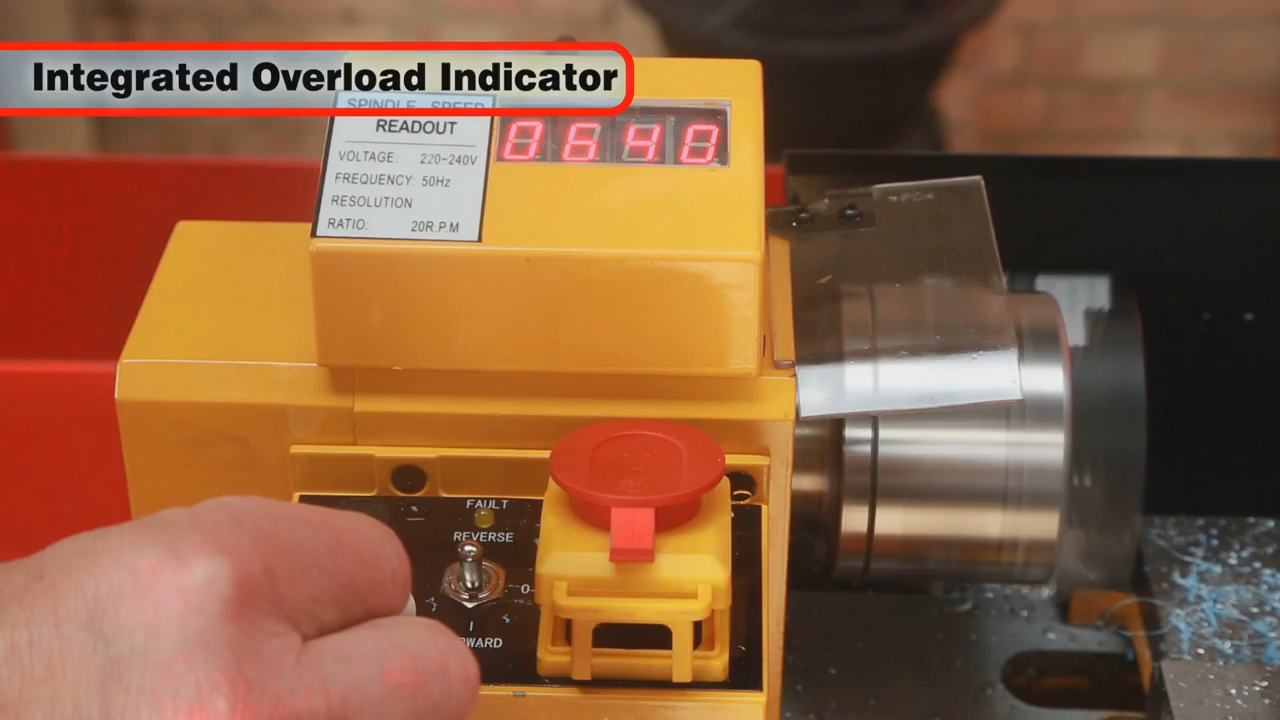 Integrated Overload Indicator
SPINDLE SPEED
READOUT
VOLTAGE: 220~240V
FREQUENCY: 50Hz
RESOLUTION
RATIO: 20R.P.M
0640
FAULT
REVERSE
0
WARD